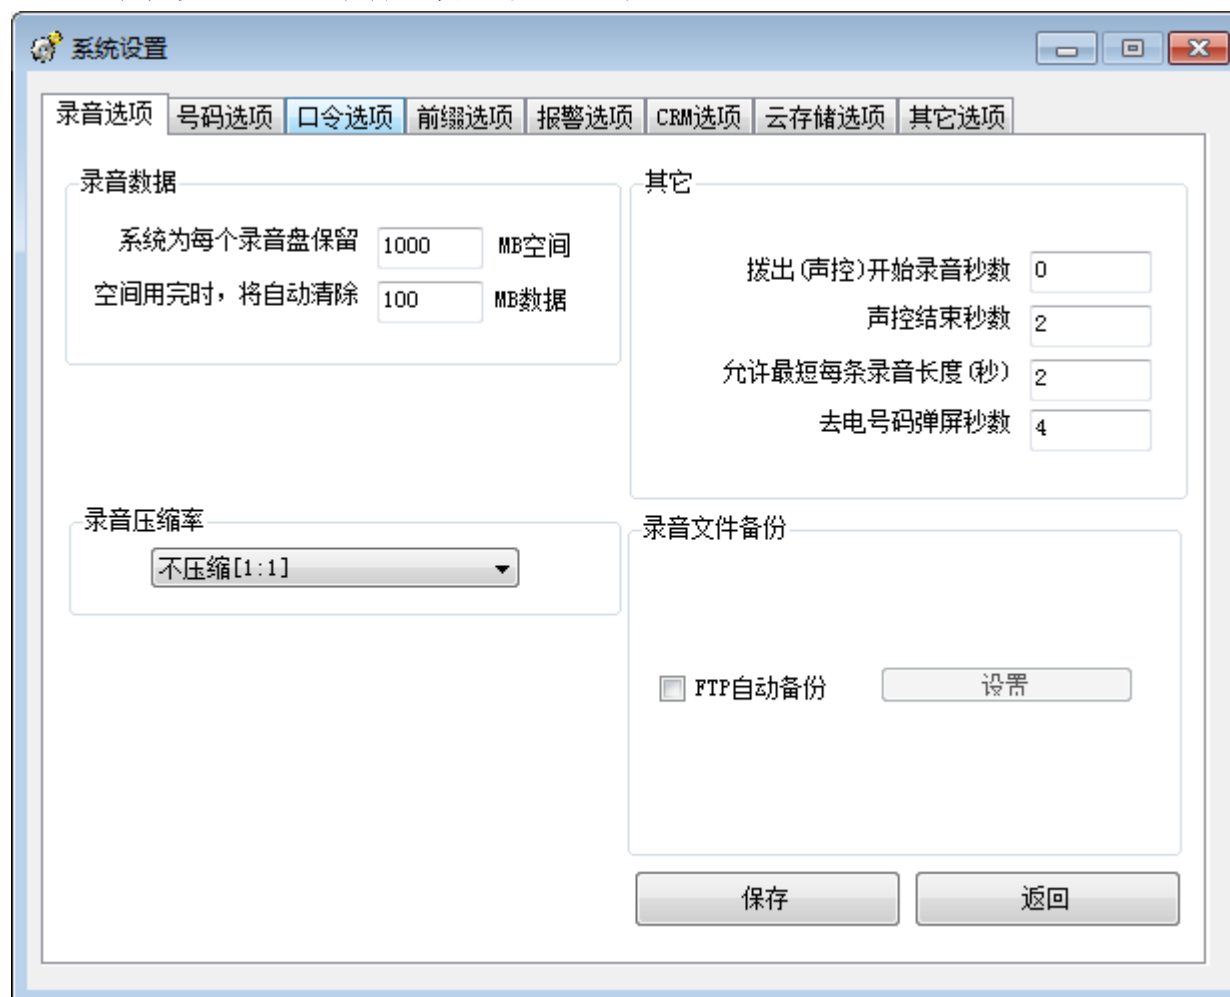 系统设置
录音选项 号码选项 口令选项 前缀选项 报警选项 CRM选项 云存储选项 其它选项
录音数据
系统为每个录音盘保留 1000 MB空间
空间用完时，将自动清除 100 MB数据
其它
拨出(声控)开始录音秒数 0
声控结束秒数 2
允许最短每条录音长度(秒) 2
去电号码弹屏秒数 4
录音压缩率
不压缩[1:1]
录音文件备份
FTP自动备份 设置
保存 返回